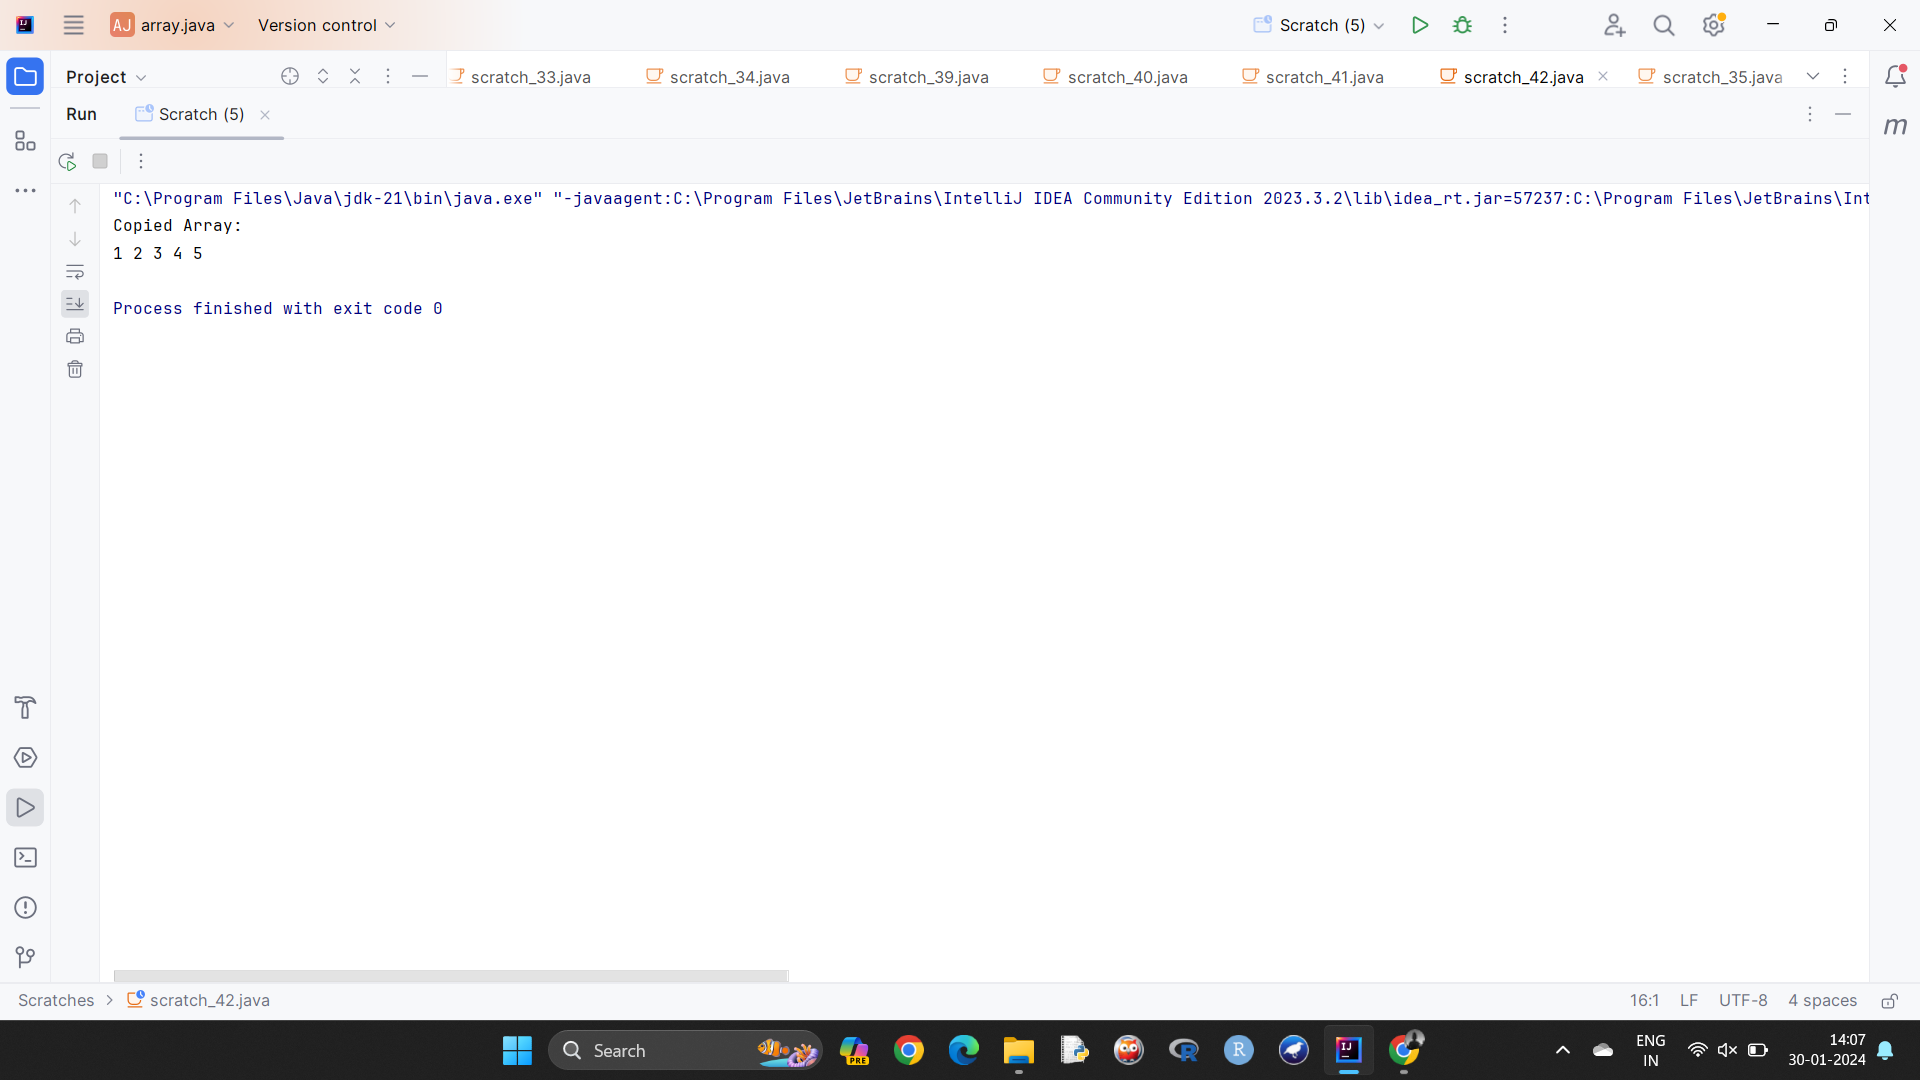 AJ array.java Version control Scratch (5)
Project scratch_33.java scratch_34.java scratch_39.java scratch_40.java scratch_41.java scratch_42.java scratch_35.java
Run Scratch (5)
m
"C:\Program Files\Java\jdk-21\bin\java.exe" "-javaagent:C:\Program Files\JetBrains\IntelliJ IDEA Community Edition 2023.3.2\lib\idea_rt.jar=57237:C:\Program Files\JetBrains\Int
Copied Array:
1 2 3 4 5
Process finished with exit code 0
Scratches scratch_42.java 16:1 LF UTF-8 4 spaces
Search PRE R IJ ENG IN 14:07
30-01-2024